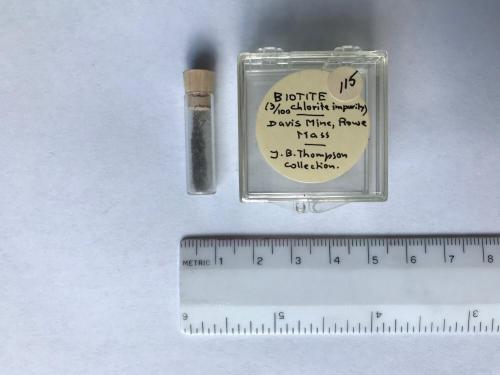 115
BIOTITE
(3/100 chlorite impurity)
Davis Mine, Rowe
Mass
J.B. Thompson
Collection.
METRIC 1 2 3 4 5 6 7 8
6 5 4 3